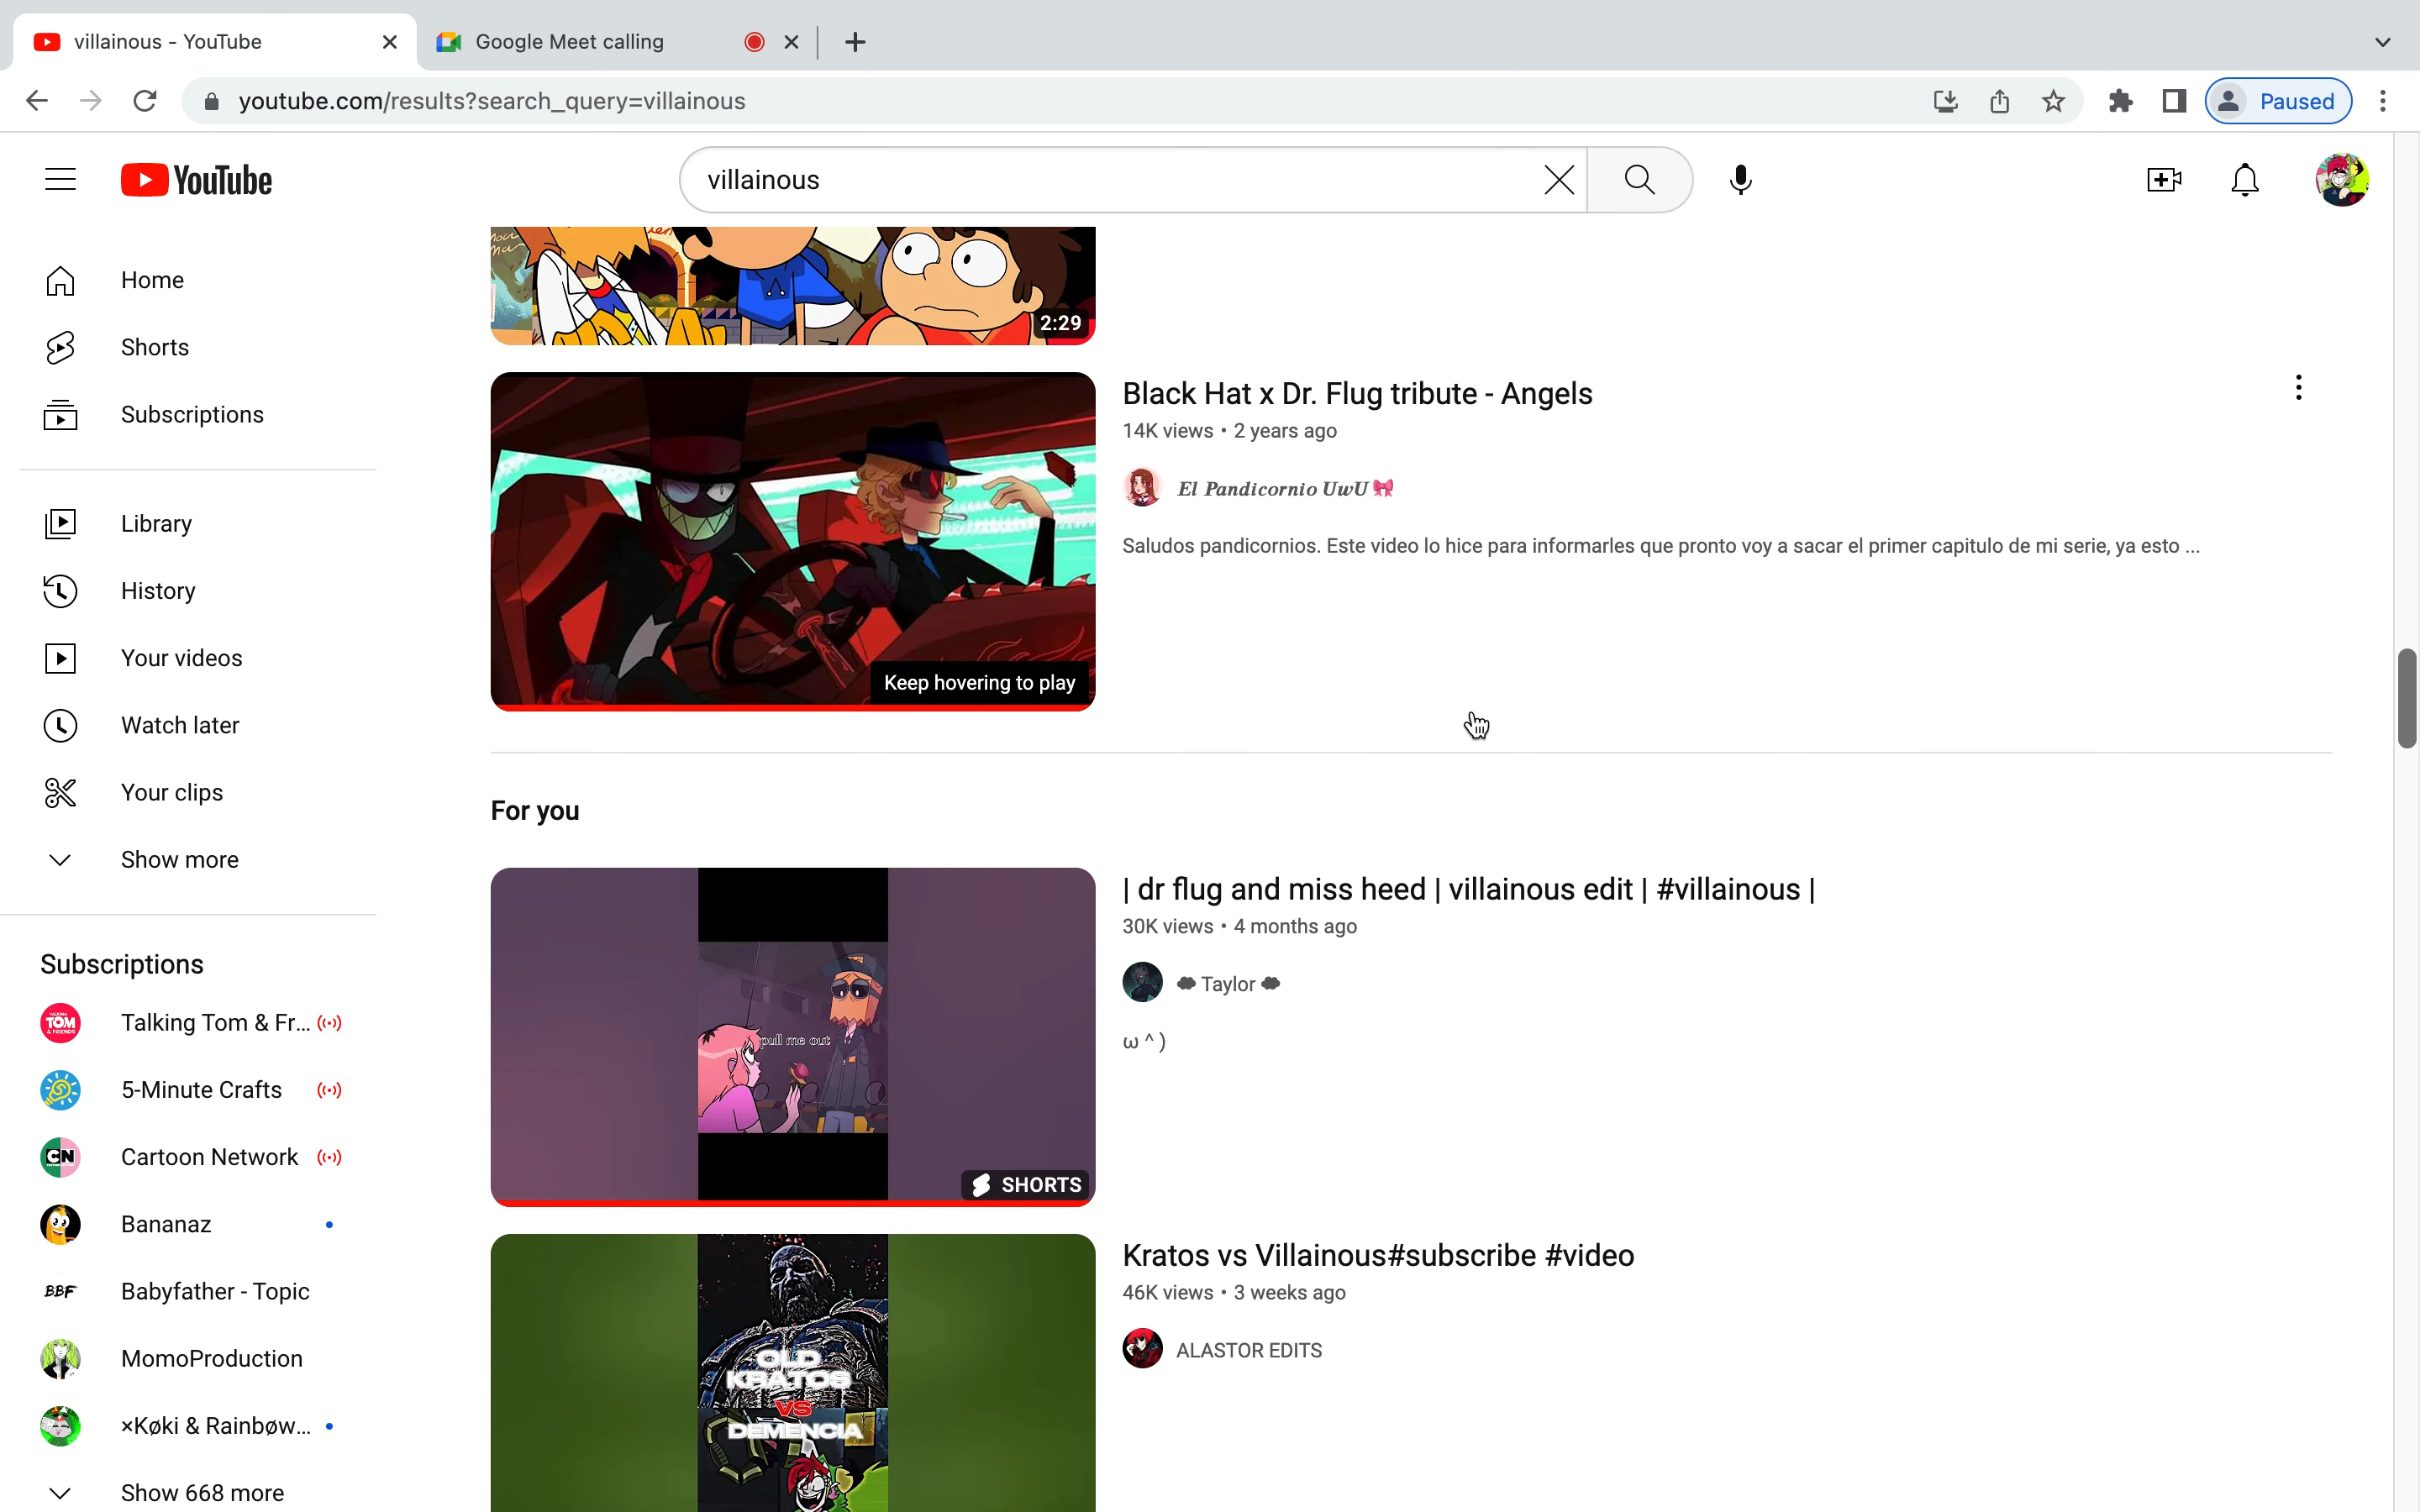 villainous - YouTube
Google Meet calling
youtube.com/results?search_query=villainous
Paused
YouTube
villainous
Home
Shorts
Subscriptions
Library
History
Your videos
Watch later
Your clips
Show more
Subscriptions
TALKING TOM & FRIENDS
Talking Tom & Fr...
5-Minute Crafts
CN
Cartoon Network
Bananaz
BBF
Babyfather - Topic
MomoProduction
×Køki & Rainbøw...
Show 668 more
2:29
Black Hat x Dr. Flug tribute - Angels
14K views • 2 years ago
El Pandicornio UwU🎀
Saludos pandicornios. Este video lo hice para informarles que pronto voy a sacar el primer capitulo de mi serie, ya esto ...
Keep hovering to play
For you
| dr flug and miss heed | villainous edit | #villainous |
30K views • 4 months ago
☁ Taylor ☁
ω ^ )
pull me out
SHORTS
Kratos vs Villainous#subscribe #video
46K views • 3 weeks ago
ALASTOR EDITS
OLD
KRATOS
VS
DEMENCIA